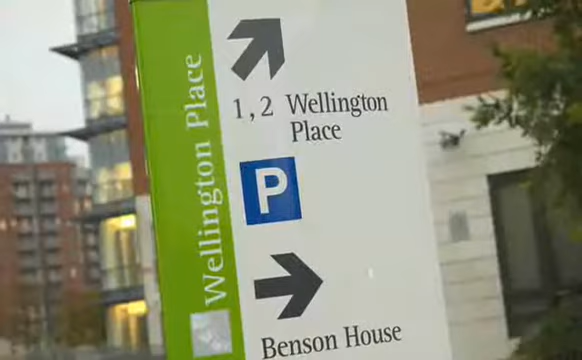 Wellington Place
1, 2 Wellington
Place
P
Benson House